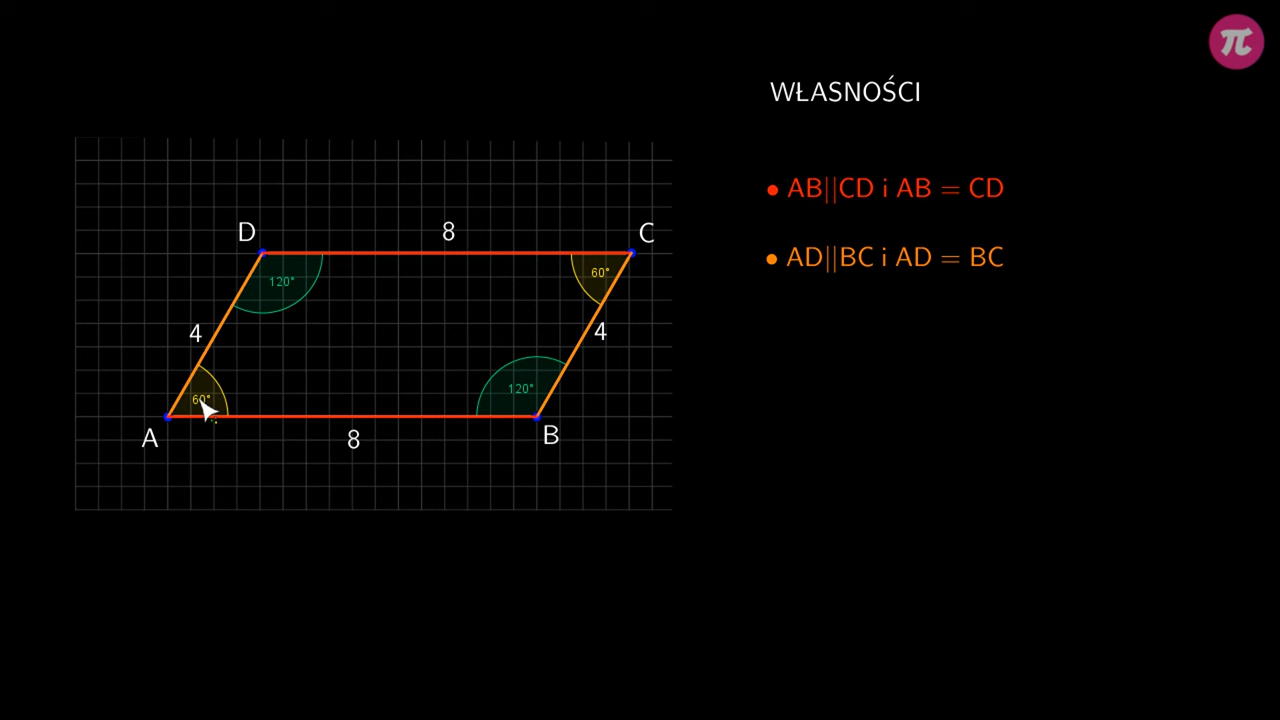 π
WŁASNOŚCI
• AB||CD i AB = CD
• AD||BC i AD = BC
D
8
C
120°
60°
4
4
120°
60°
A
8
B